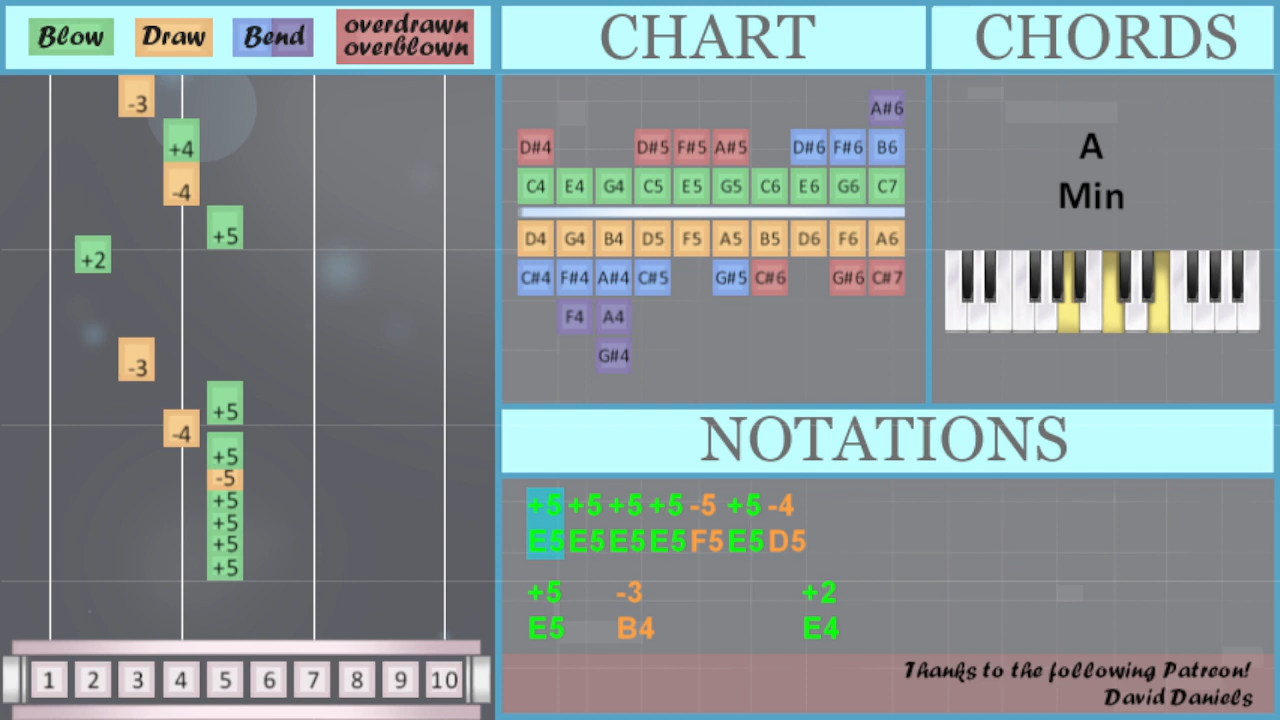 Blow Draw Bend overdrawn
overblown
CHART
CHORDS
-3
+4
-4
+5
+2
-3
+5
-4
+5
-5
+5
+5
+5
+5
1 2 3 4 5 6 7 8 9 10
A#6
D#4 D#5 F#5 A#5 D#6 F#6 B6
C4 E4 G4 C5 E5 G5 C6 E6 G6 C7
D4 G4 B4 D5 F5 A5 B5 D6 F6 A6
C#4 F#4 A#4 C#5 G#5 C#6 G#6 C#7
F4 A4
G#4
A
Min
NOTATIONS
+5 +5 +5 +5 -5 +5 -4
E5 E5 E5 E5 F5 E5 D5
+5 -3 +2
E5 B4 E4
Thanks to the following Patreon!
David Daniels